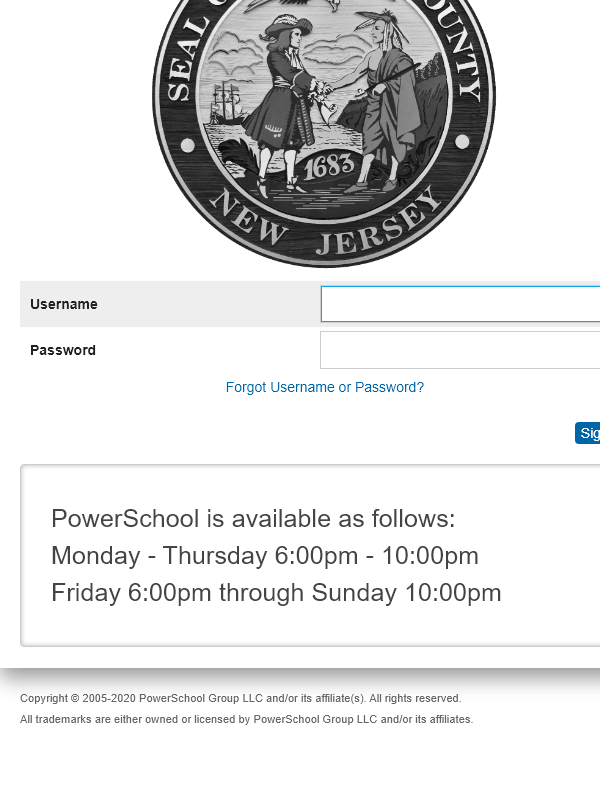 SEAL OUNTY
1683
NEW JERSEY
Username
Password
Forgot Username or Password?
PowerSchool is available as follows:
Monday - Thursday 6:00pm - 10:00pm
Friday 6:00pm through Sunday 10:00pm
Copyright © 2005-2020 PowerSchool Group LLC and/or its affiliate(s). All rights reserved.
All trademarks are either owned or licensed by PowerSchool Group LLC and/or its affiliates.